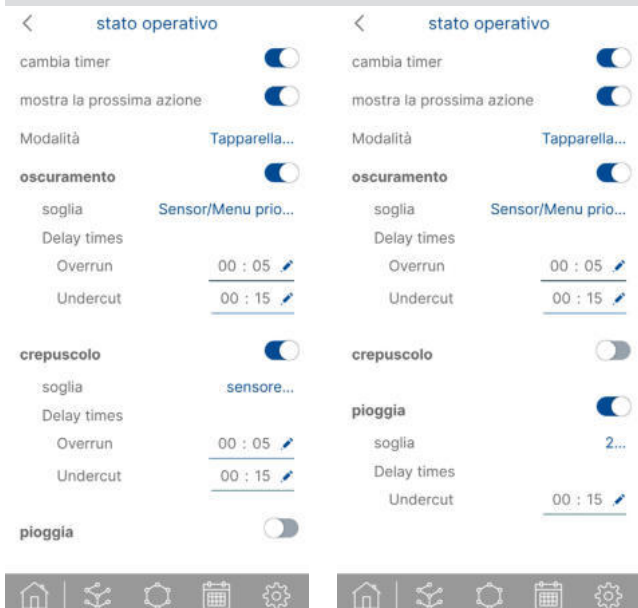 stato operativo
cambia timer
mostra la prossima azione
Modalità Tapparella...
oscuramento
soglia Sensor/Menu prio...
Delay times
Overrun 00 : 05
Undercut 00 : 15
crepuscolo
soglia sensore...
Delay times
Overrun 00 : 05
Undercut 00 : 15
pioggia
stato operativo
cambia timer
mostra la prossima azione
Modalità Tapparella...
oscuramento
soglia Sensor/Menu prio...
Delay times
Overrun 00 : 05
Undercut 00 : 15
crepuscolo
pioggia
soglia 2...
Delay times
Undercut 00 : 15